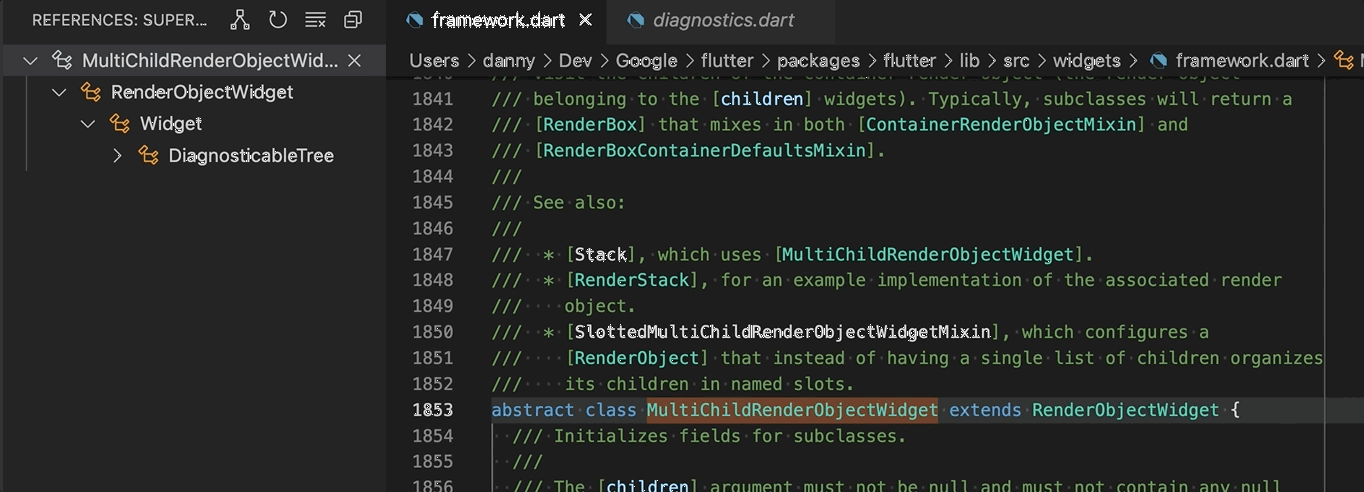 REFERENCES: SUPER...
MultiChildRenderObjectWid...
RenderObjectWidget
Widget
DiagnosticableTree
framework.dart
diagnostics.dart
Users > danny > Dev > Google > flutter > packages > flutter > lib > src > widgets > framework.dart >
1841 /// belonging to the [children] widgets). Typically, subclasses will return a
1842 /// [RenderBox] that mixes in both [ContainerRenderObjectMixin] and
1843 /// [RenderBoxContainerDefaultsMixin].
1844 ///
1845 /// See also:
1846 ///
1847 /// * [Stack], which uses [MultiChildRenderObjectWidget].
1848 /// * [RenderStack], for an example implementation of the associated render
1849 /// object.
1850 /// * [SlottedMultiChildRenderObjectWidgetMixin], which configures a
1851 /// [RenderObject] that instead of having a single list of children organizes
1852 /// its children in named slots.
1853 abstract class MultiChildRenderObjectWidget extends RenderObjectWidget {
1854 /// Initializes fields for subclasses.
1855 ///
1856 /// The [children] argument must not be null and must not contain any null